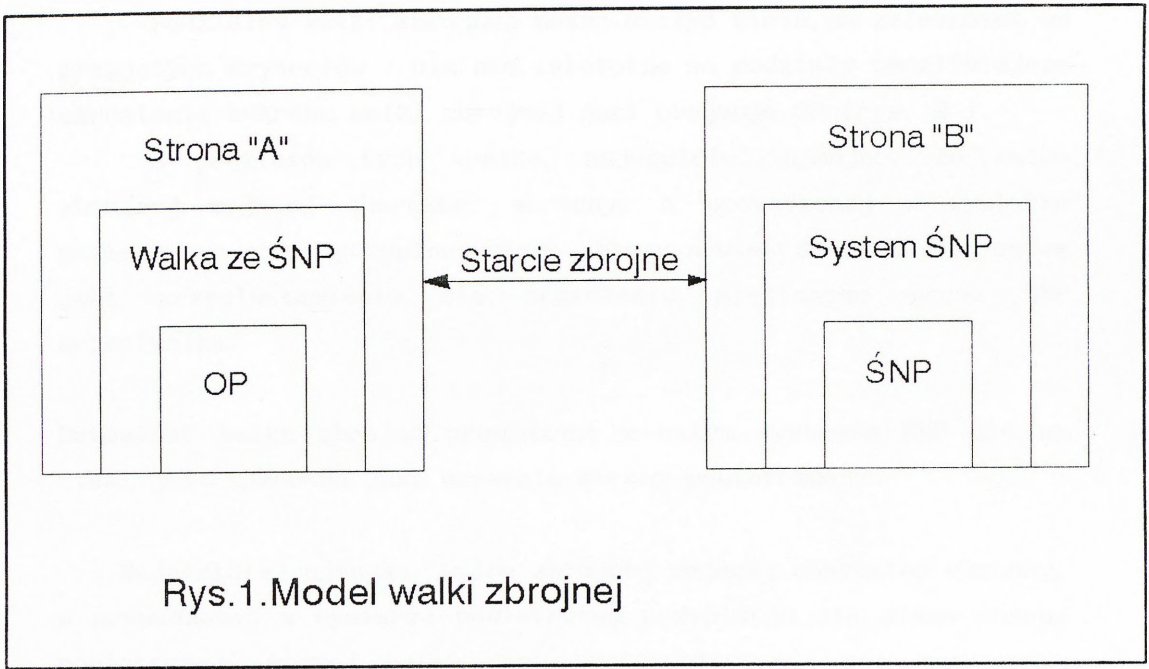 Strona "A"
Walka ze ŚNP
OP
Starcie zbrojne
Strona "B"
System ŚNP
ŚNP
Rys.1.Model walki zbrojnej